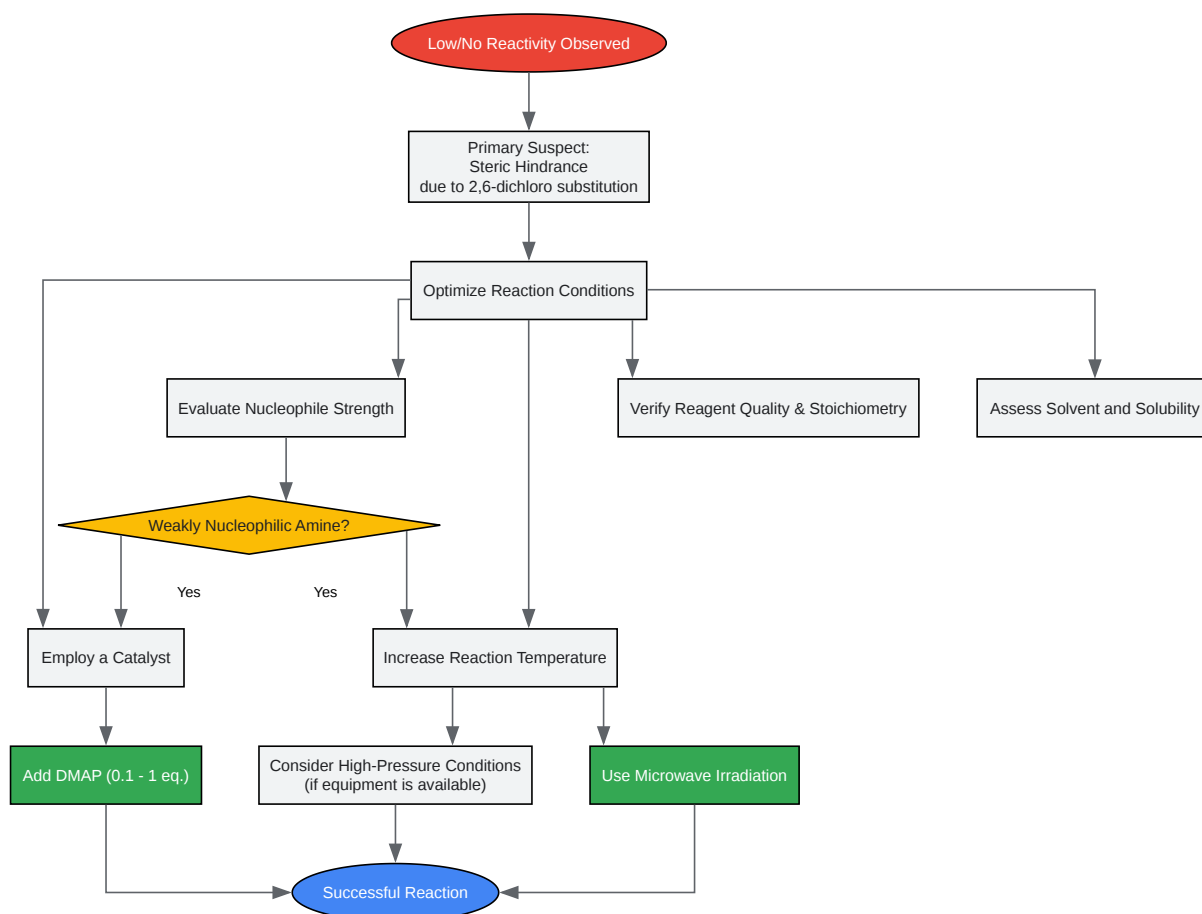 Low/No Reactivity Observed
Primary Suspect:
Steric Hindrance
due to 2,6-dichloro substitution
Optimize Reaction Conditions
Evaluate Nucleophile Strength
Verify Reagent Quality & Stoichiometry
Assess Solvent and Solubility
Weakly Nucleophilic Amine?
Yes
Yes
Employ a Catalyst
Increase Reaction Temperature
Add DMAP (0.1 - 1 eq.)
Consider High-Pressure Conditions
(if equipment is available)
Use Microwave Irradiation
Successful Reaction